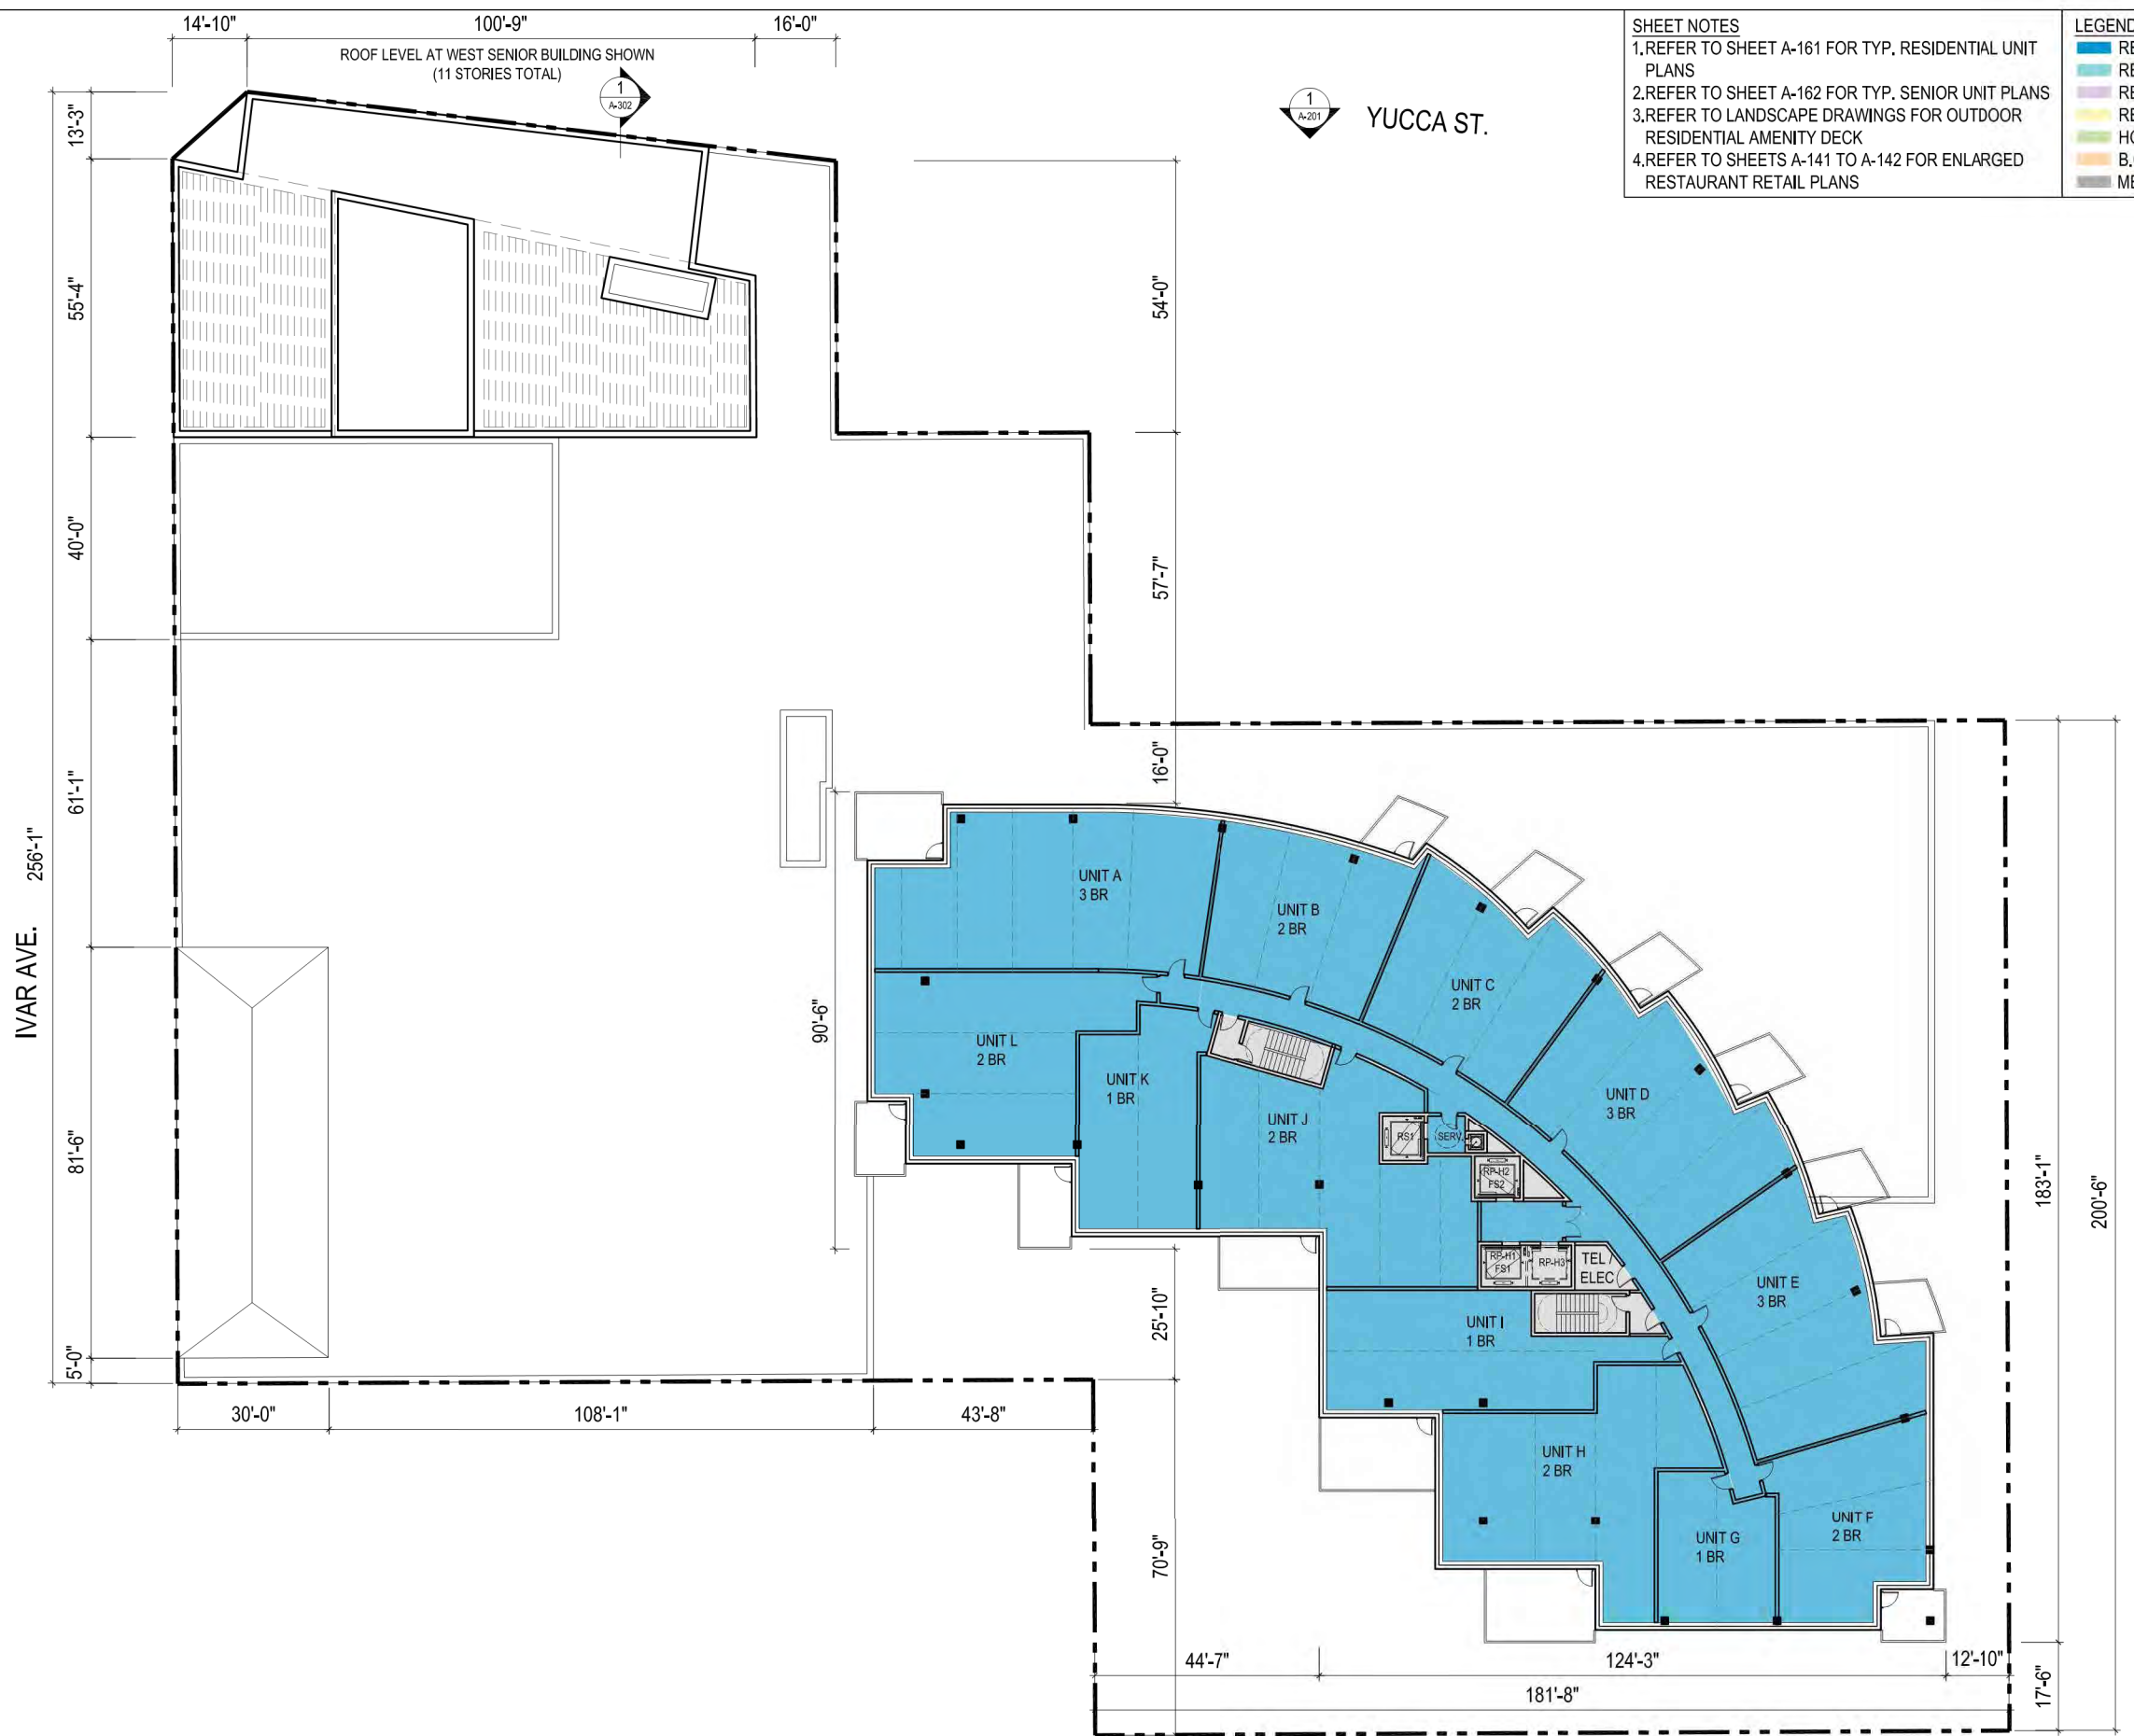 14'-10"
100'-9"
16'-0"
ROOF LEVEL AT WEST SENIOR BUILDING SHOWN
(11 STORIES TOTAL)
1
A-302
1
A-201
YUCCA ST.
SHEET NOTES
1.REFER TO SHEET A-161 FOR TYP. RESIDENTIAL UNIT
PLANS
2.REFER TO SHEET A-162 FOR TYP. SENIOR UNIT PLANS
3.REFER TO LANDSCAPE DRAWINGS FOR OUTDOOR
RESIDENTIAL AMENITY DECK
4.REFER TO SHEETS A-141 TO A-142 FOR ENLARGED
RESTAURANT RETAIL PLANS
LEGEND
13'-3"
55'-4"
40'-0"
61'-1"
256'-1"
IVAR AVE.
81'-6"
5'-0"
54'-0"
57'-7"
16'-0"
90'-6"
25'-10"
70'-9"
183'-1"
200'-6"
17'-6"
UNIT A
3 BR
UNIT B
2 BR
UNIT C
2 BR
UNIT L
2 BR
UNIT K
1 BR
UNIT J
2 BR
RS1
SERV.
RP-H2
FS2
UNIT D
3 BR
RP-H1
FS1
RP-H3
TEL /
ELEC
UNIT E
3 BR
UNIT I
1 BR
UNIT H
2 BR
UNIT G
1 BR
UNIT F
2 BR
30'-0"
108'-1"
43'-8"
44'-7"
124'-3"
12'-10"
181'-8"